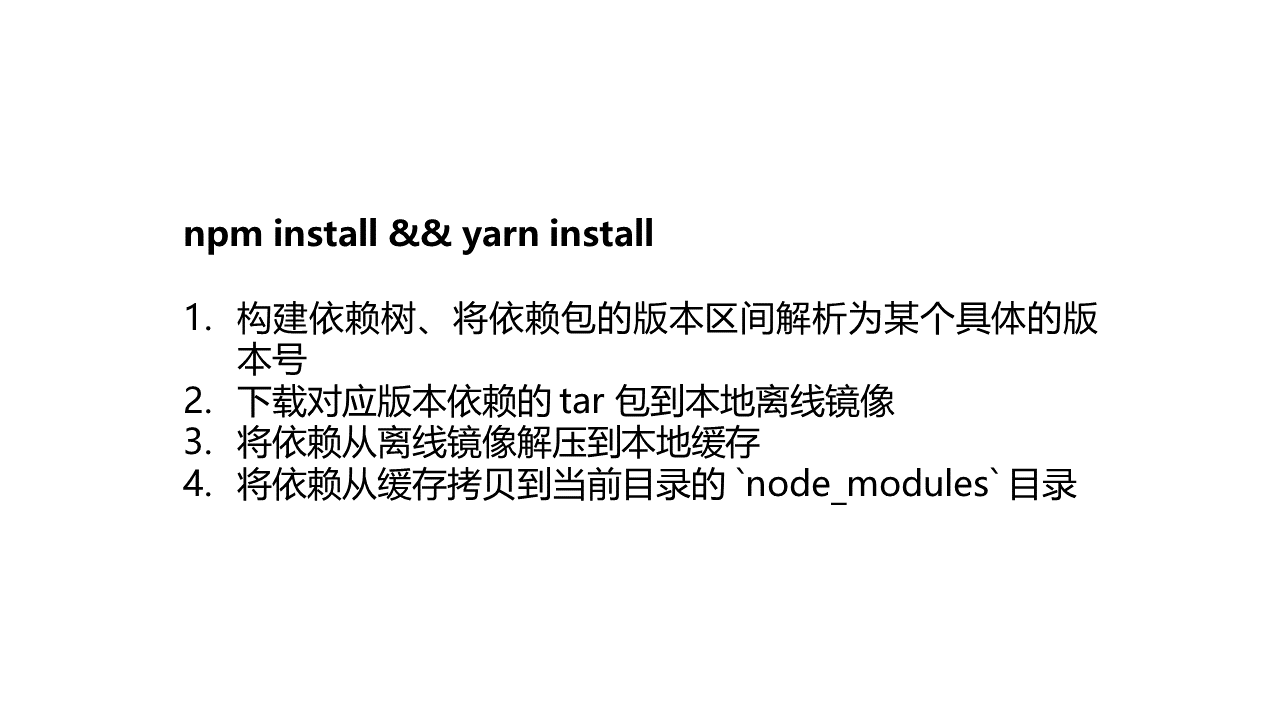 npm install && yarn install
1. 构建依赖树、将依赖包的版本区间解析为某个具体的版
本号
2. 下载对应版本依赖的 tar 包到本地离线镜像
3. 将依赖从离线镜像解压到本地缓存
4. 将依赖从缓存拷贝到当前目录的 `node_modules` 目录